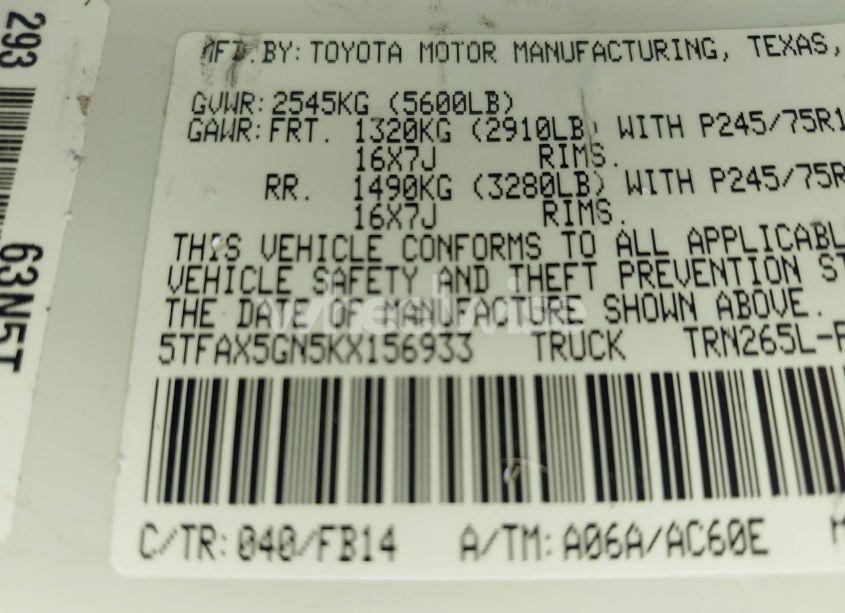 293
63N5T
MFD.BY: TOYOTA MOTOR MANUFACTURING, TEXAS,
GVWR: 2545KG (5600LB)
GAWR: FRT. 1320KG (2910LB) WITH P245/75R1
16X7J RIMS.
RR. 1490KG (3280LB) WITH P245/75R
16X7J RIMS.
THIS VEHICLE CONFORMS TO ALL APPLICABL
VEHICLE SAFETY AND THEFT PREVENTION ST
THE DATE OF MANUFACTURE SHOWN ABOVE.
wheelwise
5TFAX5GN5KX156933 TRUCK TRN265L-P
C/TR: 040/FB14 A/TM: A06A/AC60E M